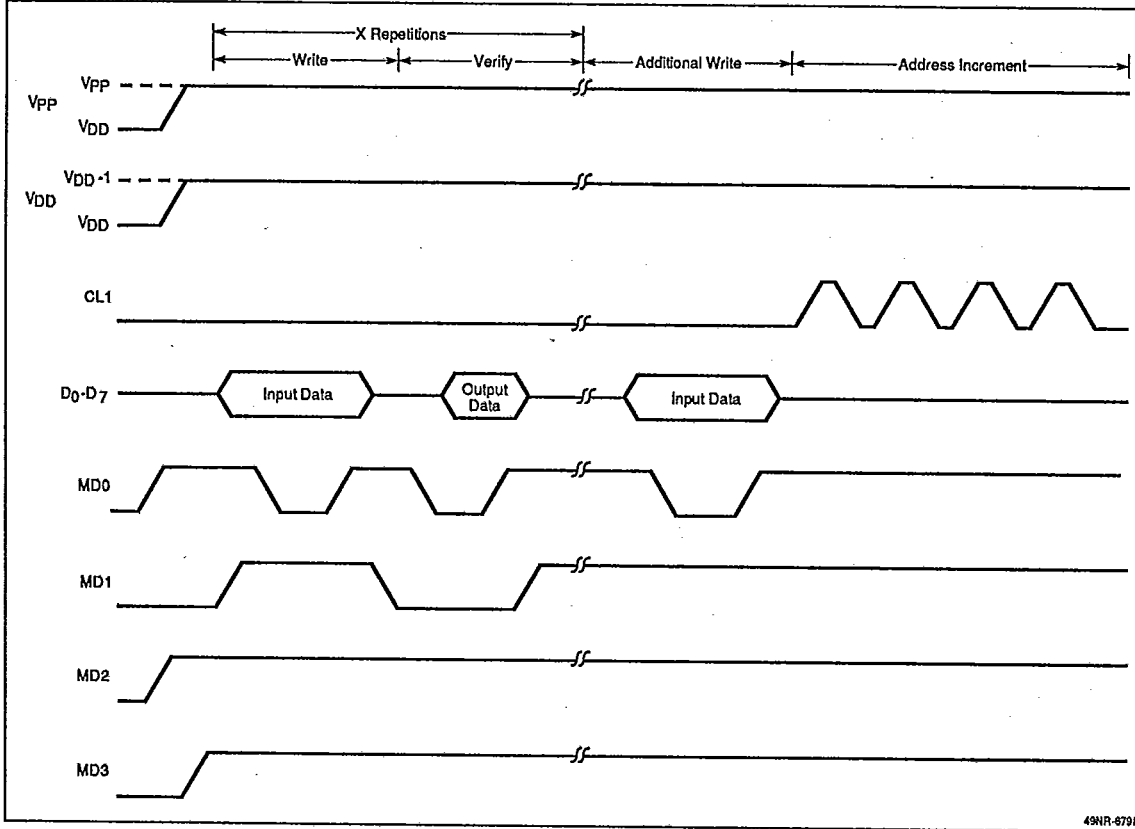 X Repetitions
Write Verify Additional Write Address Increment
VPP
VPP
VDD
VDD-1
VDD
VDD
CL1
D0-D7 Input Data Output Data Input Data
MD0
MD1
MD2
MD3